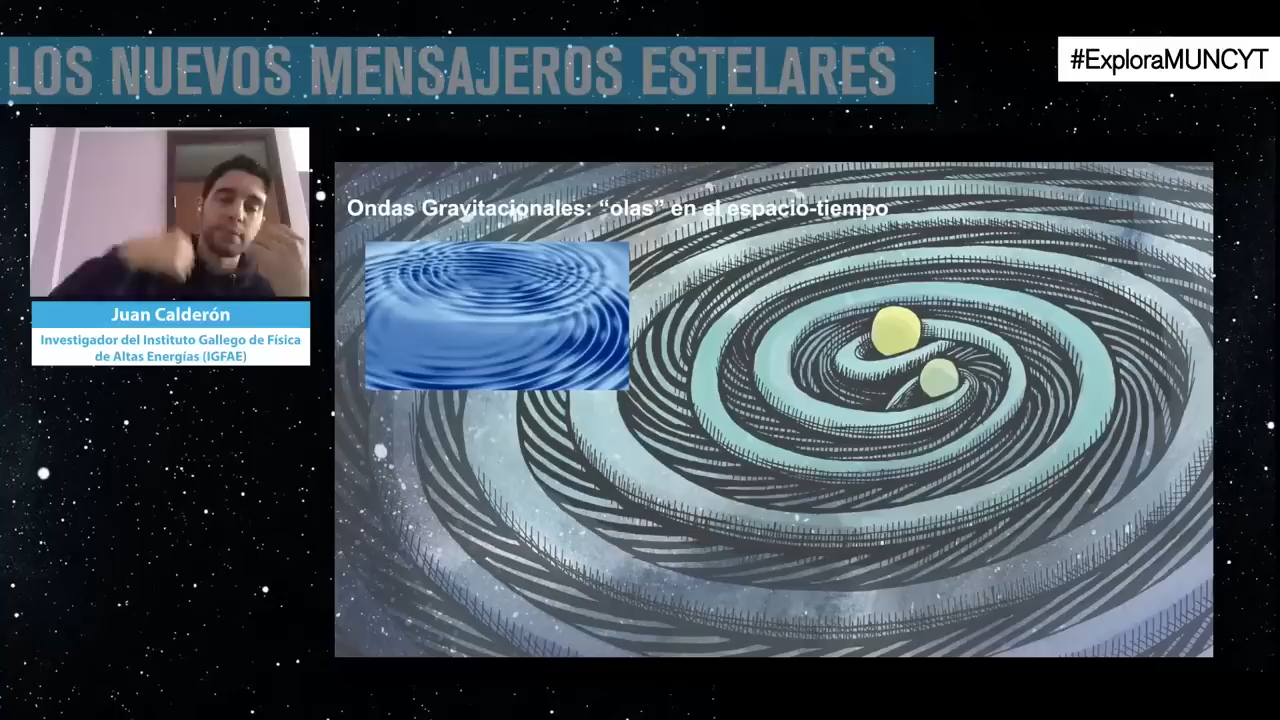 LOS NUEVOS MENSAJEROS ESTELARES
#ExploraMUNCYT
Ondas Gravitacionales: “olas” en el espacio-tiempo
Juan Calderón
Investigador del Instituto Gallego de Física
de Altas Energías (IGFAE)